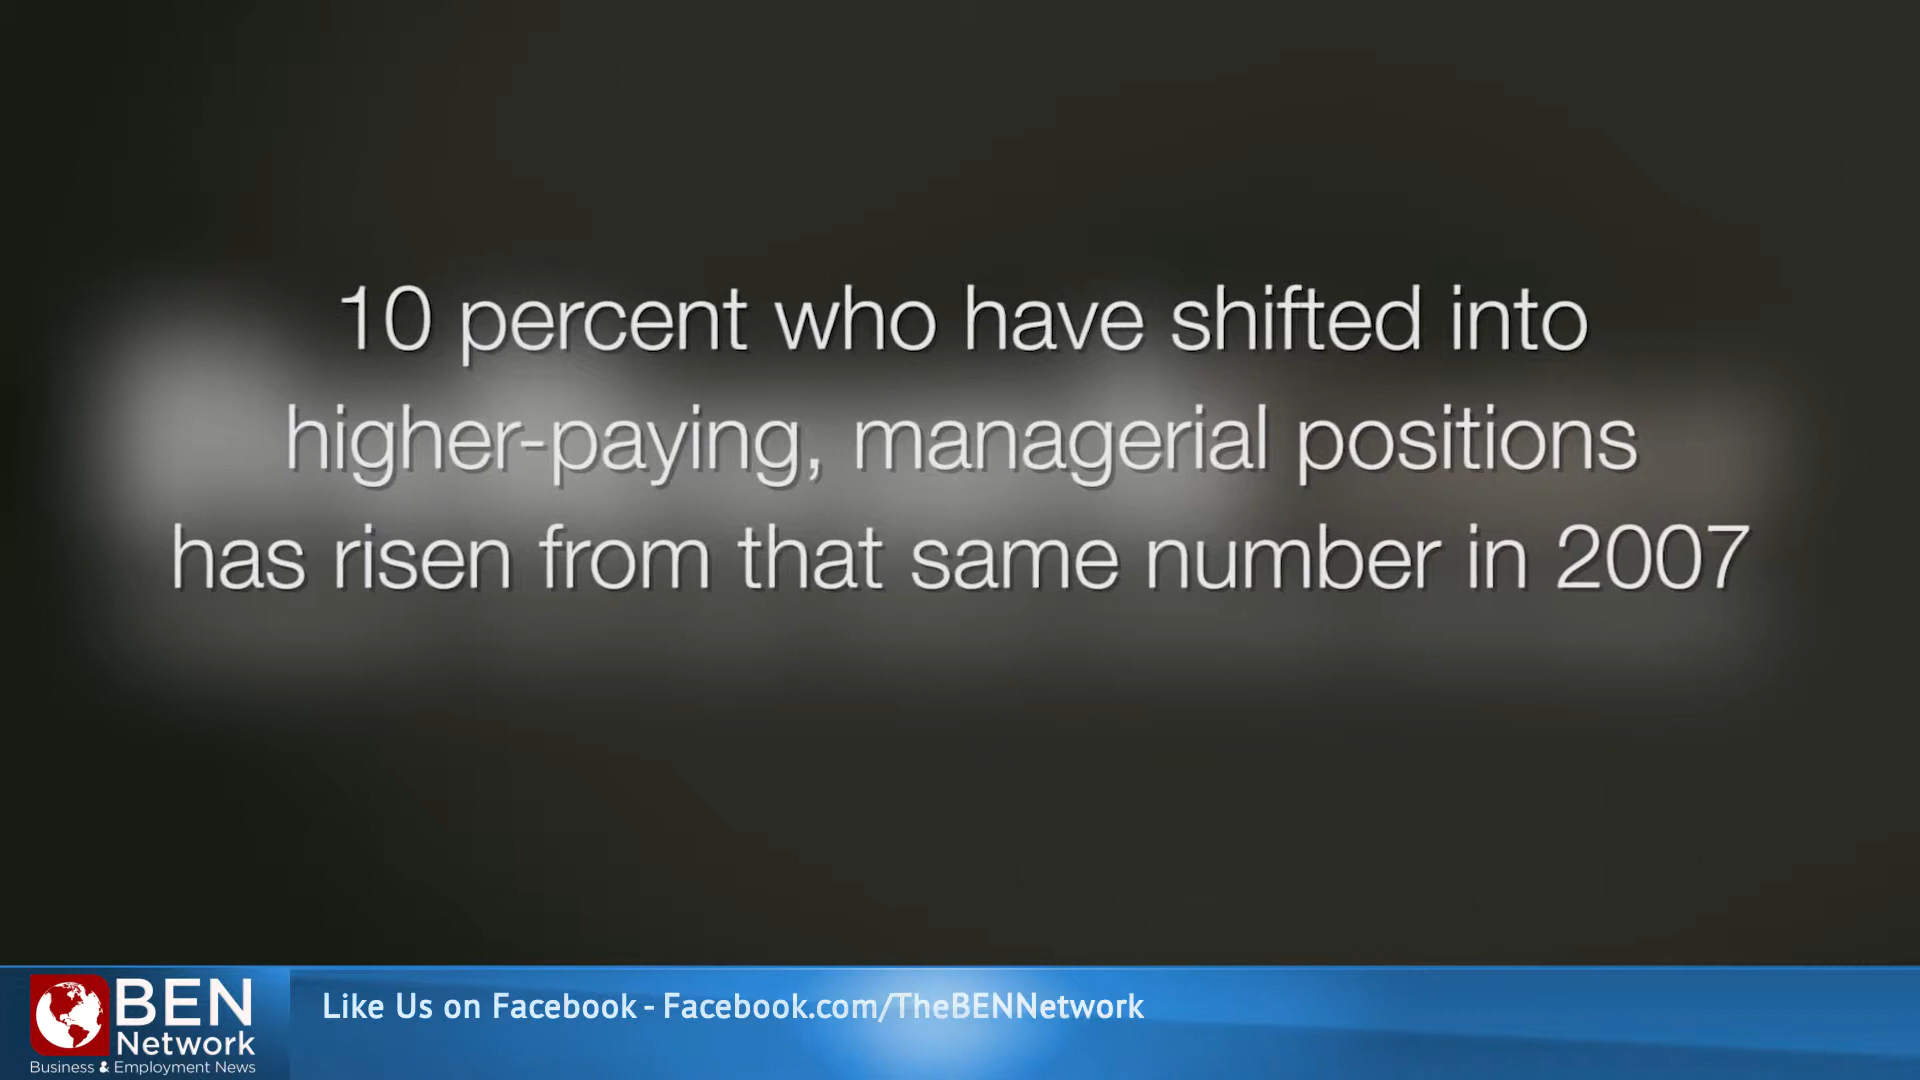 10 percent who have shifted into
higher-paying, managerial positions
has risen from that same number in 2007
BEN
Network
Business & Employment News
Like Us on Facebook - Facebook.com/TheBENNetwork